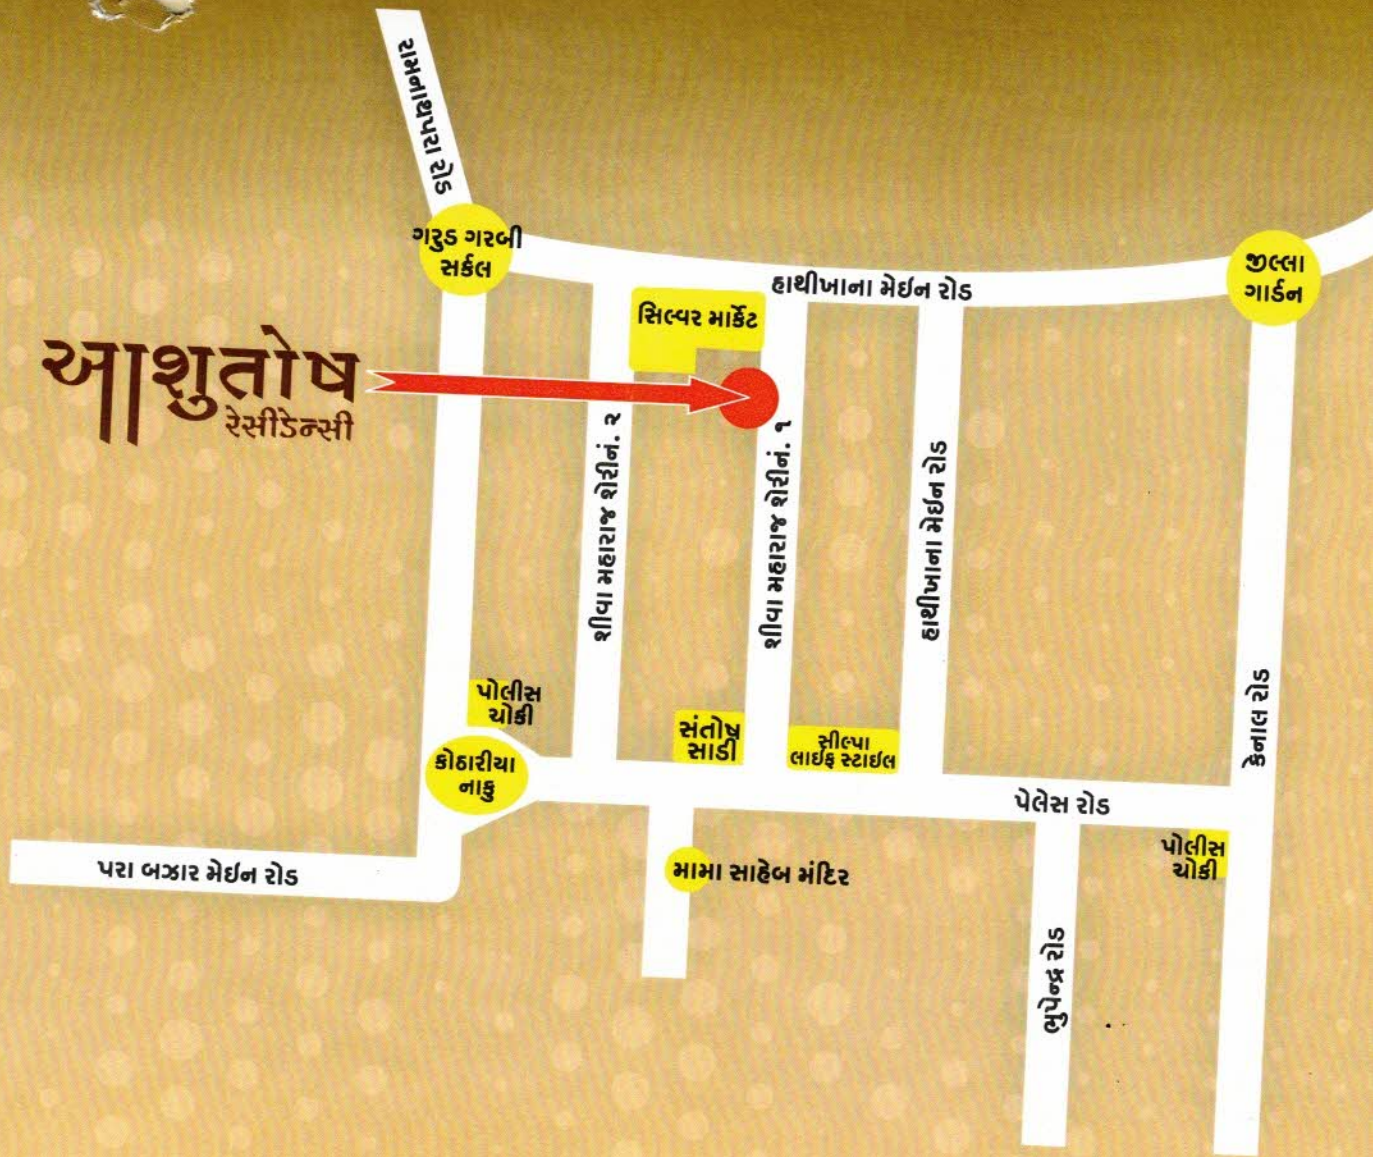 રામનાથપરા રોડ
ગરુડ ગરબી
સર્કલ
હાથીખાના મેઈન રોડ
જીલ્લા
ગાર્ડન
સિલ્વર માર્કેટ
આશુતોષ
રેસીડેન્સી
શીવા મહારાજ શેરીનં. ૨
શીવા મહારાજ શેરીનં. ૧
હાથીખાના મેઈન રોડ
કેનાલ રોડ
પોલીસ
ચોકી
કોઠારીયા
નાકુ
સંતોષ
સાડી
સીલ્પા
લાઈફ સ્ટાઈલ
પેલેસ રોડ
પોલીસ
ચોકી
પરા બઝાર મેઈન રોડ
મામા સાહેબ મંદિર
ભુપેન્દ્ર રોડ